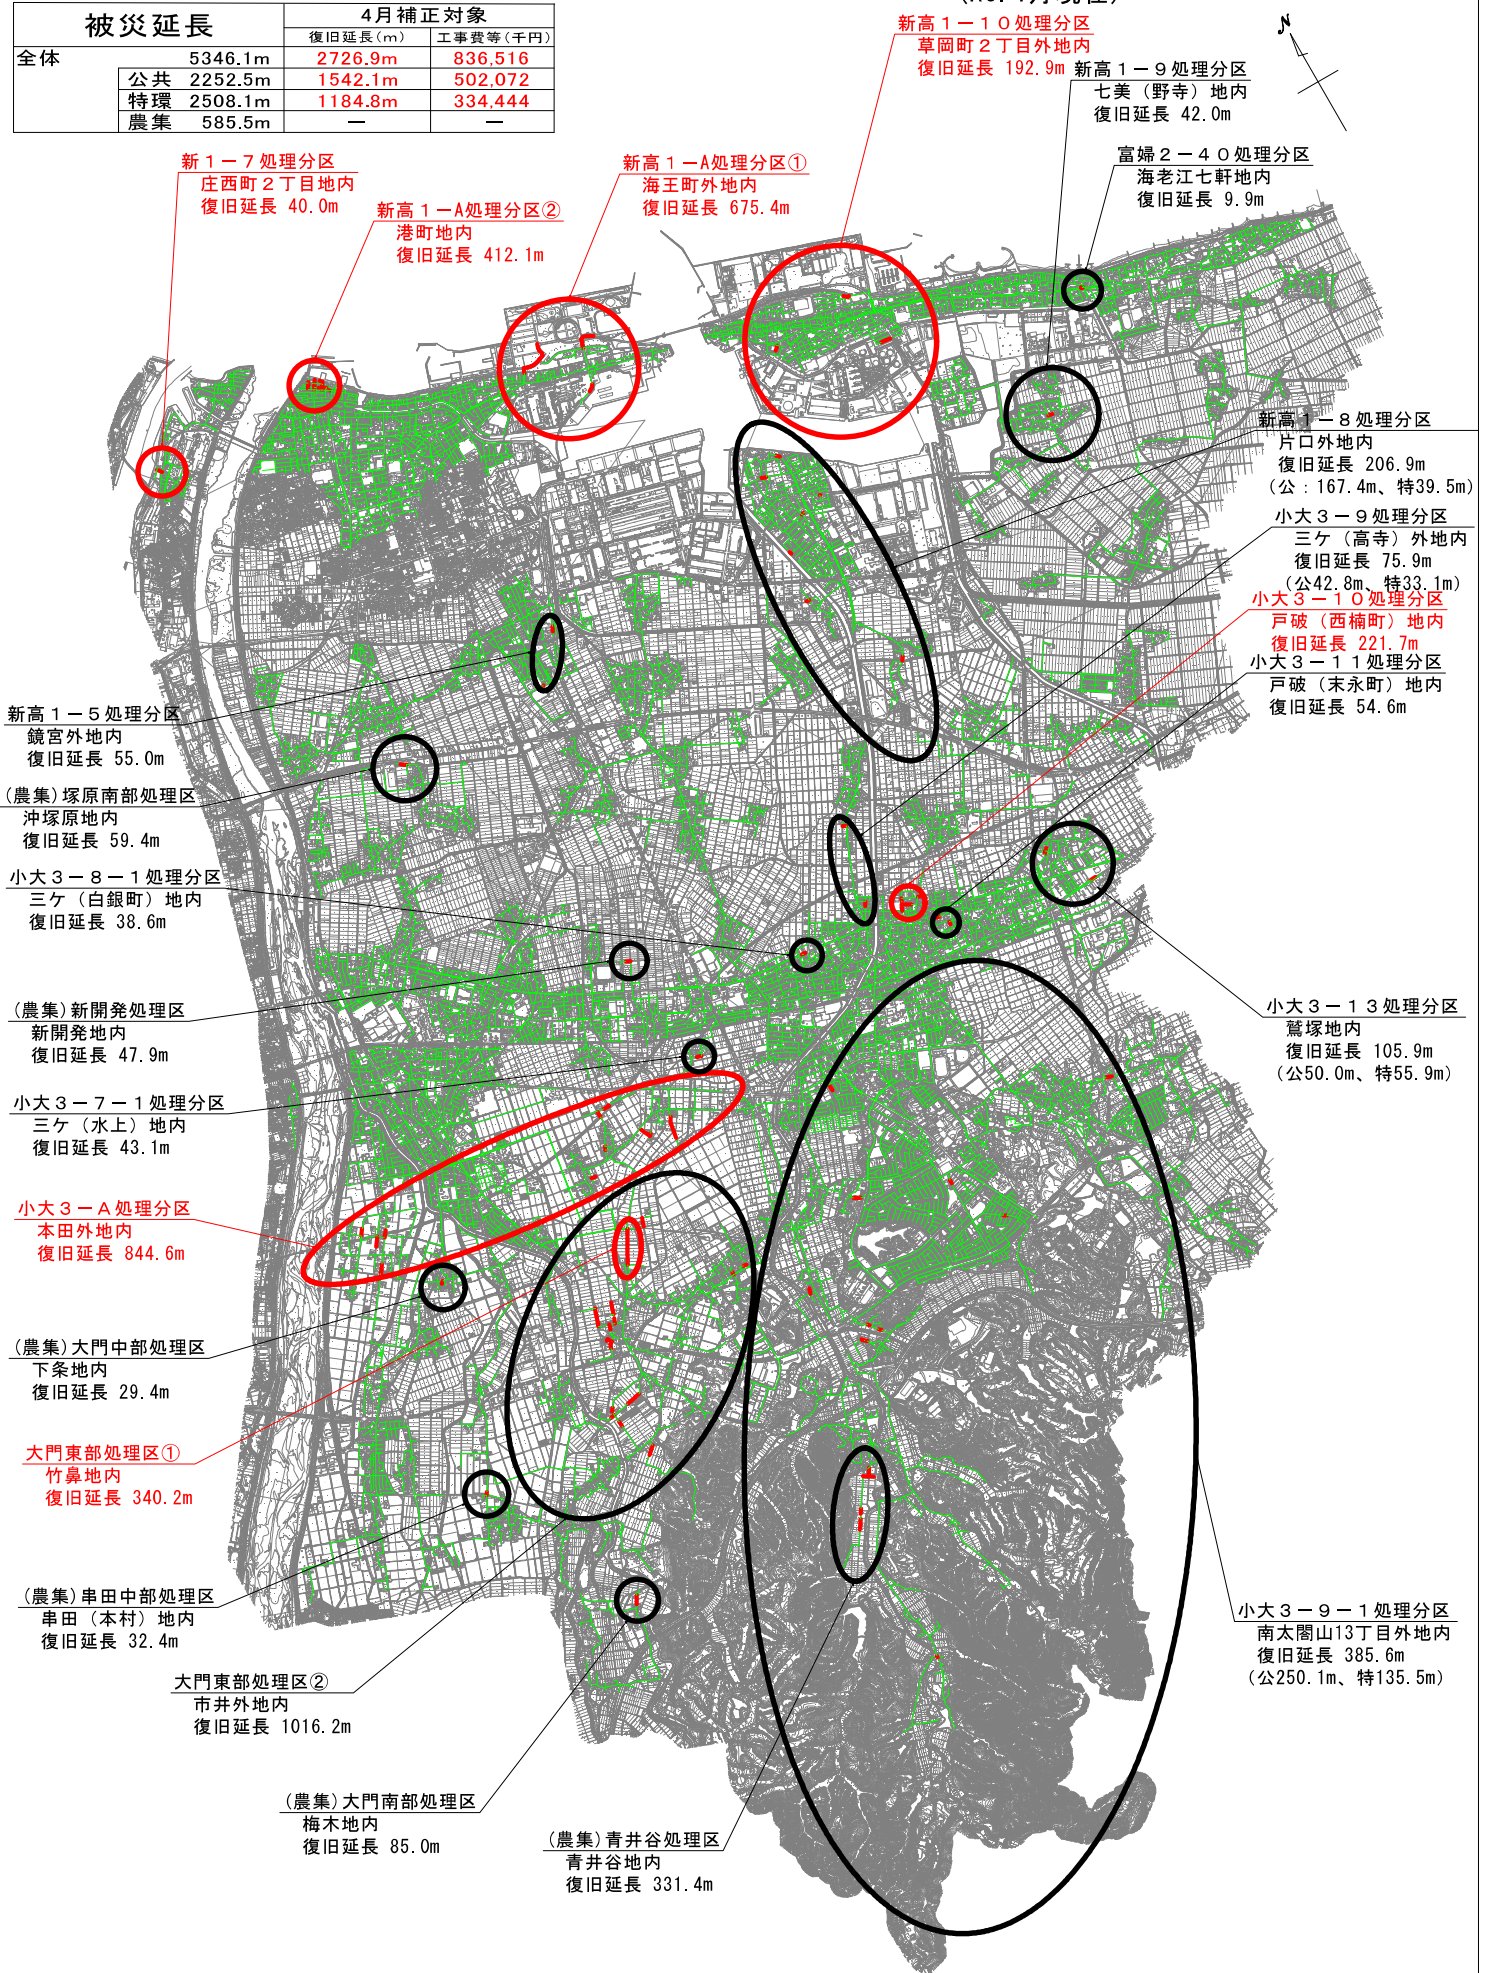 被災延長 4月補正対象
復旧延長(m) 工事費等(千円)
全体 5346.1m 2726.9m 836,516
公共 2252.5m 1542.1m 502,072
特環 2508.1m 1184.8m 334,444
農集 585.5m － －
N
新高１－１０処理分区
草岡町２丁目外地内
復旧延長 192.9m
新高１－９処理分区
七美（野寺）地内
復旧延長 42.0m
富婦２－４０処理分区
海老江七軒地内
復旧延長 9.9m
新１－７処理分区
庄西町２丁目地内
復旧延長 40.0m
新高１－A処理分区②
港町地内
復旧延長 412.1m
新高１－A処理分区①
海王町外地内
復旧延長 675.4m
新高１－８処理分区
片口外地内
復旧延長 206.9m
（公：167.4m、特39.5m）
小大３－９処理分区
三ケ（高寺）外地内
復旧延長 75.9m
（公42.8m、特33.1m）
小大３－１０処理分区
戸破（西楠町）地内
復旧延長 221.7m
小大３－１１処理分区
戸破（末永町）地内
復旧延長 54.6m
新高１－５処理分区
鏡宮外地内
復旧延長 55.0m
（農集）塚原南部処理区
沖塚原地内
復旧延長 59.4m
小大３－８－１処理分区
三ケ（白銀町）地内
復旧延長 38.6m
（農集）新開発処理区
新開発地内
復旧延長 47.9m
小大３－１３処理分区
鷲塚地内
復旧延長 105.9m
（公50.0m、特55.9m）
小大３－７－１処理分区
三ケ（水上）地内
復旧延長 43.1m
小大３－A処理分区
本田外地内
復旧延長 844.6m
（農集）大門中部処理区
下条地内
復旧延長 29.4m
大門東部処理区①
竹鼻地内
復旧延長 340.2m
（農集）串田中部処理区
串田（本村）地内
復旧延長 32.4m
小大３－９－１処理分区
南太閤山13丁目外地内
復旧延長 385.6m
（公250.1m、特135.5m）
大門東部処理区②
市井外地内
復旧延長 1016.2m
（農集）大門南部処理区
梅木地内
復旧延長 85.0m
（農集）青井谷処理区
青井谷地内
復旧延長 331.4m